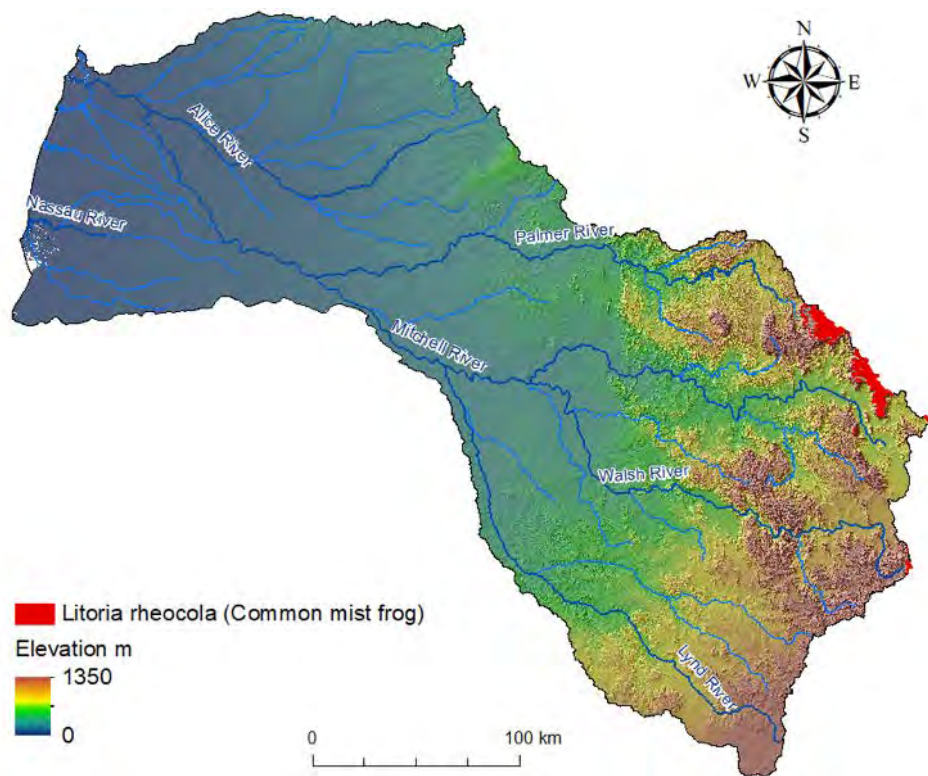 N
W E
S
Alice River
Nassau River
Palmer River
Mitchell River
Walsh River
Litoria rheocola (Common mist frog)
Elevation m
1350
0
Lynd River
0 100 km